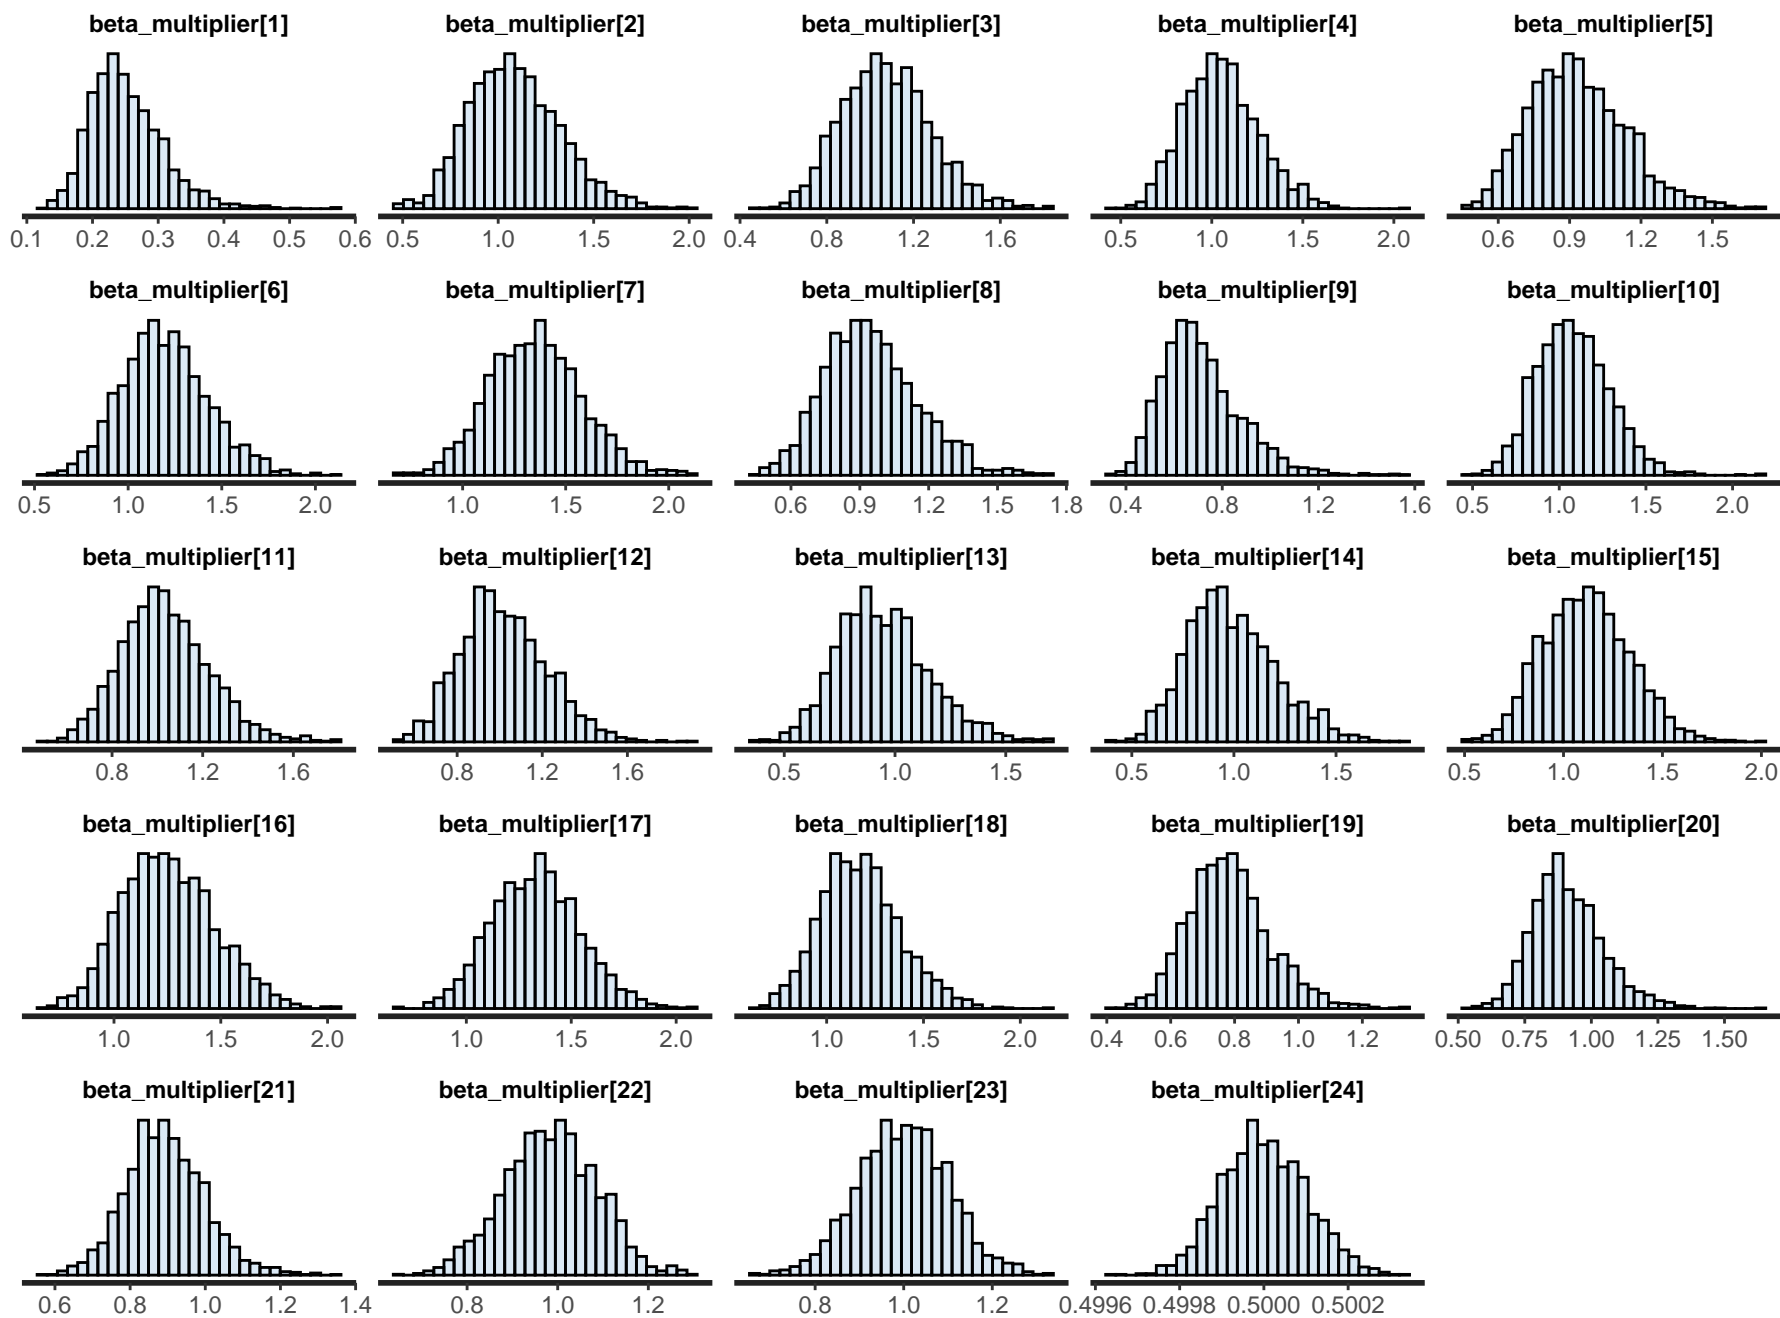 beta_multiplier[1] beta_multiplier[2] beta_multiplier[3] beta_multiplier[4] beta_multiplier[5]
0.1 0.2 0.3 0.4 0.5 0.6 0.5 1.0 1.5 2.0 0.4 0.8 1.2 1.6 0.5 1.0 1.5 2.0 0.6 0.9 1.2 1.5
beta_multiplier[6] beta_multiplier[7] beta_multiplier[8] beta_multiplier[9] beta_multiplier[10]
0.5 1.0 1.5 2.0 1.0 1.5 2.0 0.6 0.9 1.2 1.5 1.8 0.4 0.8 1.2 1.6 0.5 1.0 1.5 2.0
beta_multiplier[11] beta_multiplier[12] beta_multiplier[13] beta_multiplier[14] beta_multiplier[15]
0.8 1.2 1.6 0.8 1.2 1.6 0.5 1.0 1.5 0.5 1.0 1.5 0.5 1.0 1.5 2.0
beta_multiplier[16] beta_multiplier[17] beta_multiplier[18] beta_multiplier[19] beta_multiplier[20]
1.0 1.5 2.0 1.0 1.5 2.0 1.0 1.5 2.0 0.4 0.6 0.8 1.0 1.2 0.50 0.75 1.00 1.25 1.50
beta_multiplier[21] beta_multiplier[22] beta_multiplier[23] beta_multiplier[24]
0.6 0.8 1.0 1.2 1.4 0.8 1.0 1.2 0.8 1.0 1.2 0.4996 0.4998 0.5000 0.5002